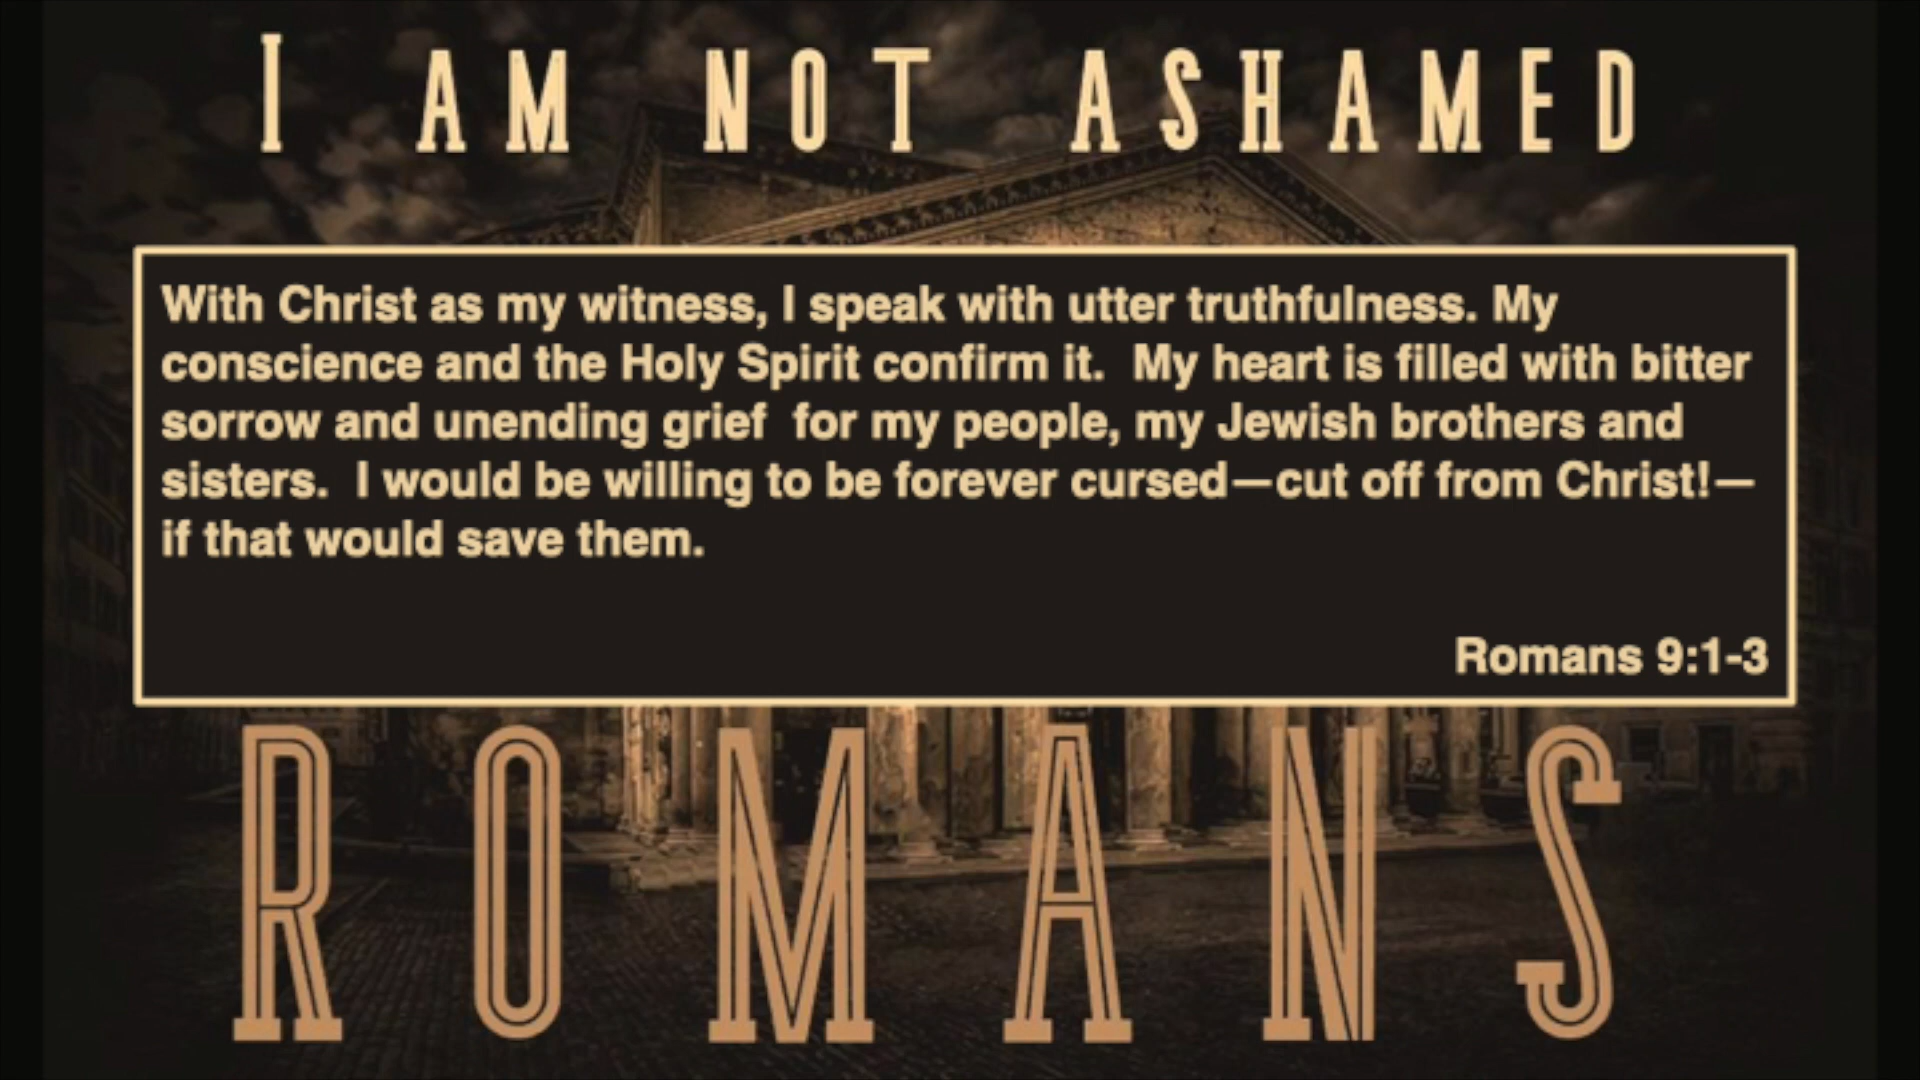 I AM NOT ASHAMED
With Christ as my witness, I speak with utter truthfulness. My
conscience and the Holy Spirit confirm it.  My heart is filled with bitter
sorrow and unending grief  for my people, my Jewish brothers and
sisters.  I would be willing to be forever cursed—cut off from Christ!—
if that would save them.
Romans 9:1-3
ROMANS